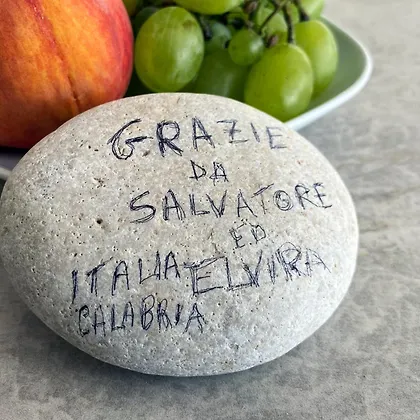 GRAZIE
DA
SALVATORE
ED
ITALIA ELVIRA
CALABRIA